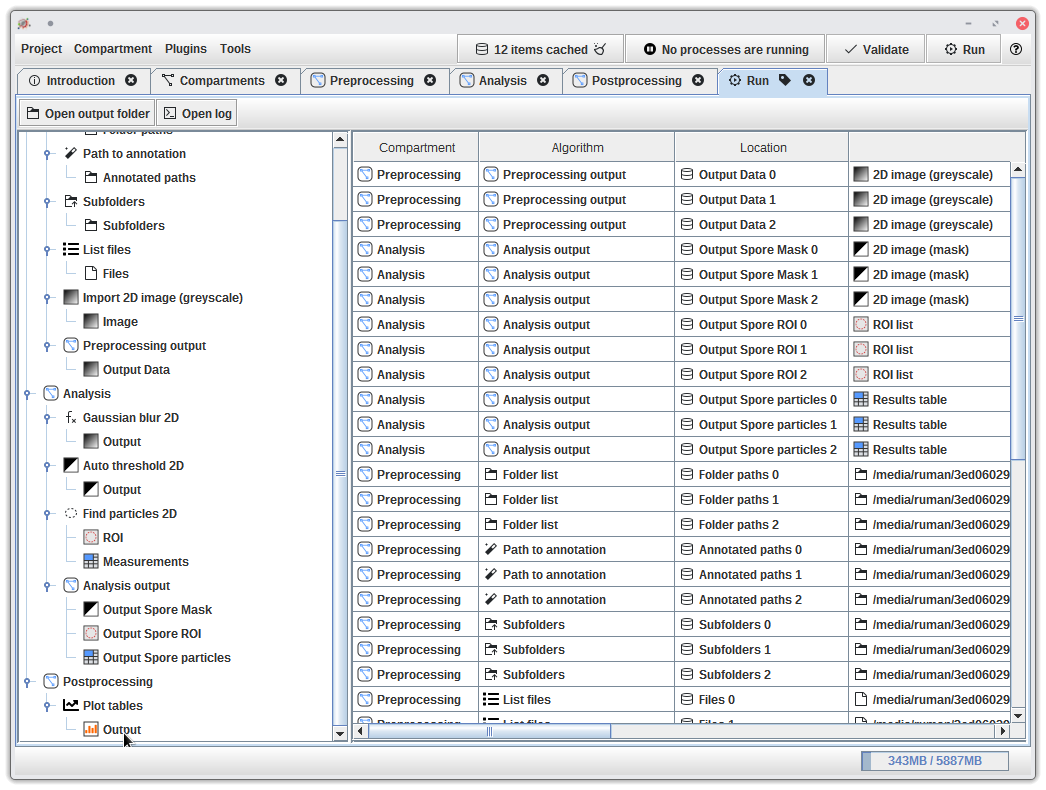 Project Compartment Plugins Tools 12 items cached No processes are running Validate Run
Introduction Compartments Preprocessing Analysis Postprocessing Run
Open output folder Open log
Folder paths
Path to annotation
Annotated paths
Subfolders
Subfolders
List files
Files
Import 2D image (greyscale)
Image
Preprocessing output
Output Data
Analysis
Gaussian blur 2D
Output
Auto threshold 2D
Output
Find particles 2D
ROI
Measurements
Analysis output
Output Spore Mask
Output Spore ROI
Output Spore particles
Postprocessing
Plot tables
Output
Compartment Algorithm Location
Preprocessing Preprocessing output Output Data 0 2D image (greyscale)
Preprocessing Preprocessing output Output Data 1 2D image (greyscale)
Preprocessing Preprocessing output Output Data 2 2D image (greyscale)
Analysis Analysis output Output Spore Mask 0 2D image (mask)
Analysis Analysis output Output Spore Mask 1 2D image (mask)
Analysis Analysis output Output Spore Mask 2 2D image (mask)
Analysis Analysis output Output Spore ROI 0 ROI list
Analysis Analysis output Output Spore ROI 1 ROI list
Analysis Analysis output Output Spore ROI 2 ROI list
Analysis Analysis output Output Spore particles 0 Results table
Analysis Analysis output Output Spore particles 1 Results table
Analysis Analysis output Output Spore particles 2 Results table
Preprocessing Folder list Folder paths 0 /media/ruman/3ed06029
Preprocessing Folder list Folder paths 1 /media/ruman/3ed06029
Preprocessing Folder list Folder paths 2 /media/ruman/3ed06029
Preprocessing Path to annotation Annotated paths 0 /media/ruman/3ed06029
Preprocessing Path to annotation Annotated paths 1 /media/ruman/3ed06029
Preprocessing Path to annotation Annotated paths 2 /media/ruman/3ed06029
Preprocessing Subfolders Subfolders 0 /media/ruman/3ed06029
Preprocessing Subfolders Subfolders 1 /media/ruman/3ed06029
Preprocessing Subfolders Subfolders 2 /media/ruman/3ed06029
Preprocessing List files Files 0 /media/ruman/3ed06029
Preprocessing List files Files 1 /media/ruman/3ed06029
343MB / 5887MB